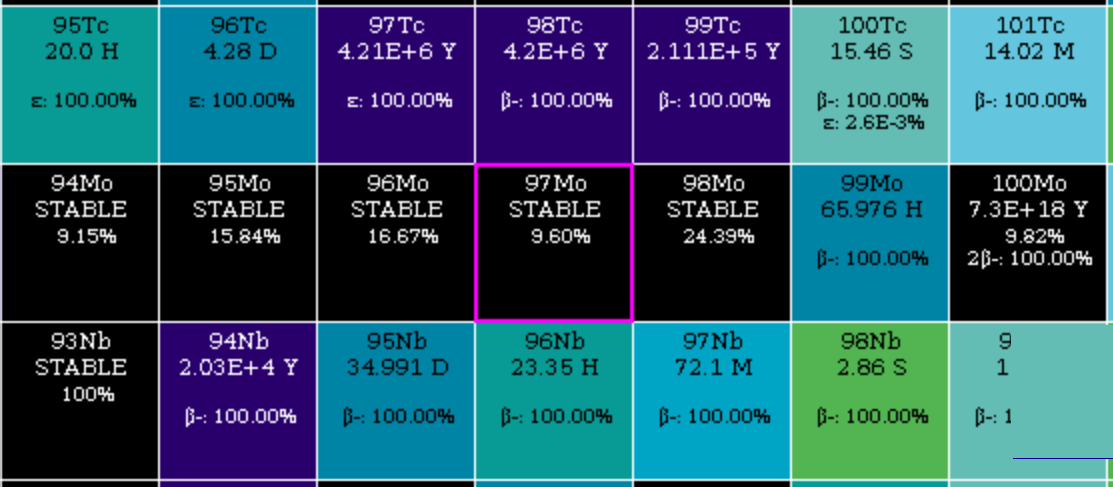 95Tc
20.0 H
ε: 100.00%
96Tc
4.28 D
ε: 100.00%
97Tc
4.21E+6 Y
ε: 100.00%
98Tc
4.2E+6 Y
β-: 100.00%
99Tc
2.111E+5 Y
β-: 100.00%
100Tc
15.46 S
β-: 100.00%
ε: 2.6E-3%
101Tc
14.02 M
β-: 100.00%
94Mo
STABLE
9.15%
95Mo
STABLE
15.84%
96Mo
STABLE
16.67%
97Mo
STABLE
9.60%
98Mo
STABLE
24.39%
99Mo
65.976 H
β-: 100.00%
100Mo
7.3E+18 Y
9.82%
2β-: 100.00%
93Nb
STABLE
100%
94Nb
2.03E+4 Y
β-: 100.00%
95Nb
34.991 D
β-: 100.00%
96Nb
23.35 H
β-: 100.00%
97Nb
72.1 M
β-: 100.00%
98Nb
2.86 S
β-: 100.00%
9
1
β-: 1